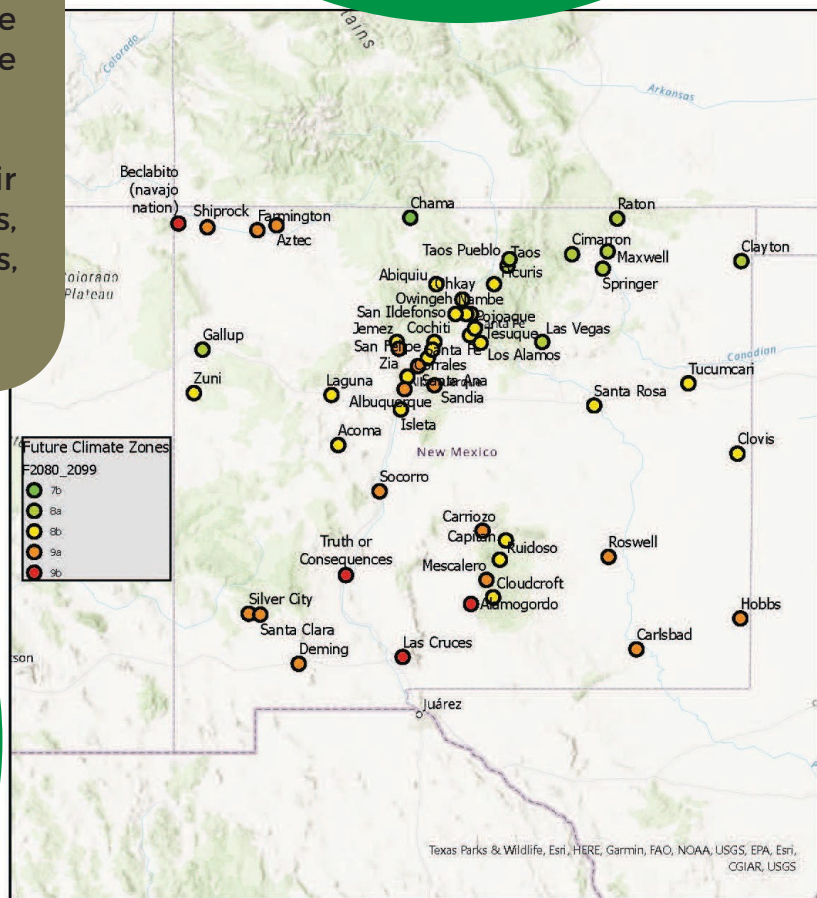 e
e
ir
s,
s,
ains
Colorado
Arkansas
Beclabito
(navajo
nation)
Shiprock
Farmington
Aztec
Chama
Raton
Taos Pueblo
Taos
Cimarron
Maxwell
Springer
Clayton
Abiquiu
Ohkay
Owingeh
Nambe
San Ildefonso
Pojoaque
Santa Fe
Tesuque
Colorado
Plateau
Gallup
Jemez
Cochiti
San Felipe
Santa Fe
Los Alamos
Las Vegas
Zia
Corrales
Santa Ana
Canadian
Tucumcari
Zuni
Laguna
Albuquerque
Sandia
Santa Rosa
Isleta
Acoma
New Mexico
Clovis
Future Climate Zones
F2080_2099
7b
8a
8b
9a
9b
Socorro
Carriozo
Capitan
Ruidoso
Roswell
Truth or
Consequences
Mescalero
Cloudcroft
Alamogordo
Silver City
Santa Clara
Deming
Las Cruces
Hobbs
Carlsbad
son
Juárez
Texas Parks & Wildlife, Esri, HERE, Garmin, FAO, NOAA, USGS, EPA, Esri,
CGIAR, USGS